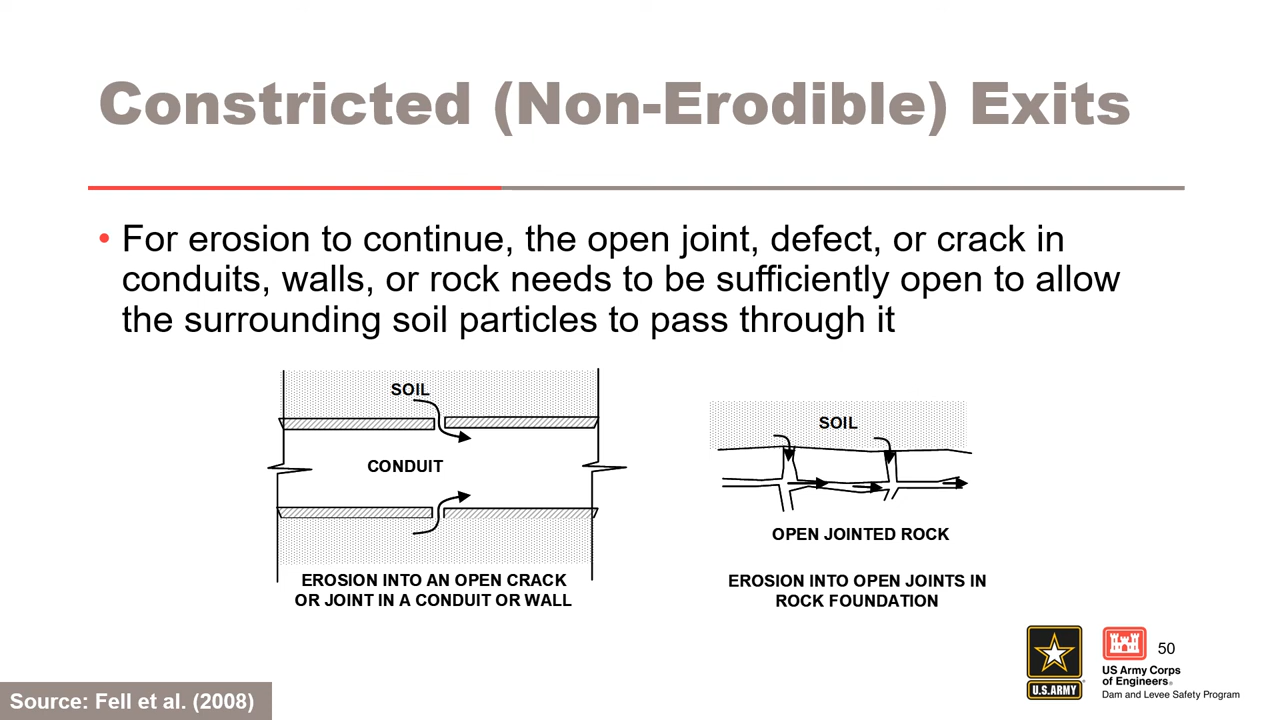 Constricted (Non-Erodible) Exits
• For erosion to continue, the open joint, defect, or crack in
conduits, walls, or rock needs to be sufficiently open to allow
the surrounding soil particles to pass through it
SOIL
CONDUIT
EROSION INTO AN OPEN CRACK
OR JOINT IN A CONDUIT OR WALL
SOIL
OPEN JOINTED ROCK
EROSION INTO OPEN JOINTS IN
ROCK FOUNDATION
U.S.ARMY
US Army Corps
of Engineers®
Dam and Levee Safety Program
50
Source: Fell et al. (2008)